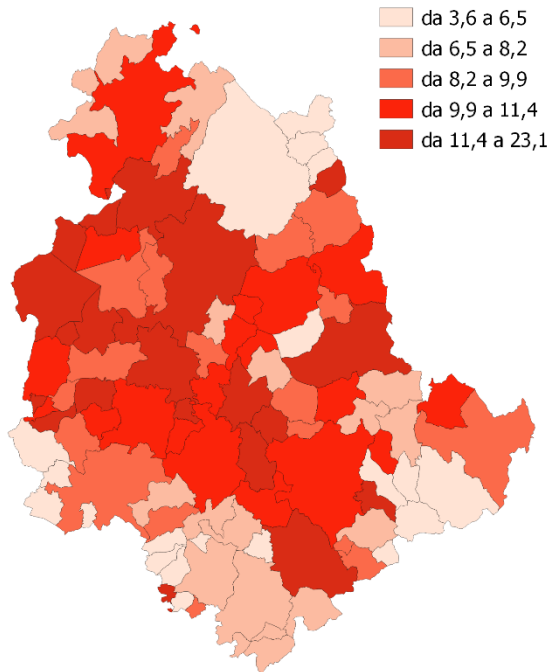 da 3,6 a 6,5
da 6,5 a 8,2
da 8,2 a 9,9
da 9,9 a 11,4
da 11,4 a 23,1